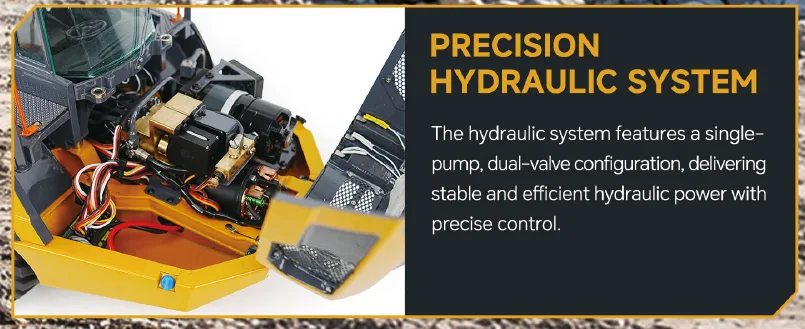 PRECISION
HYDRAULIC SYSTEM
The hydraulic system features a single-
pump, dual-valve configuration, delivering
stable and efficient hydraulic power with
precise control.